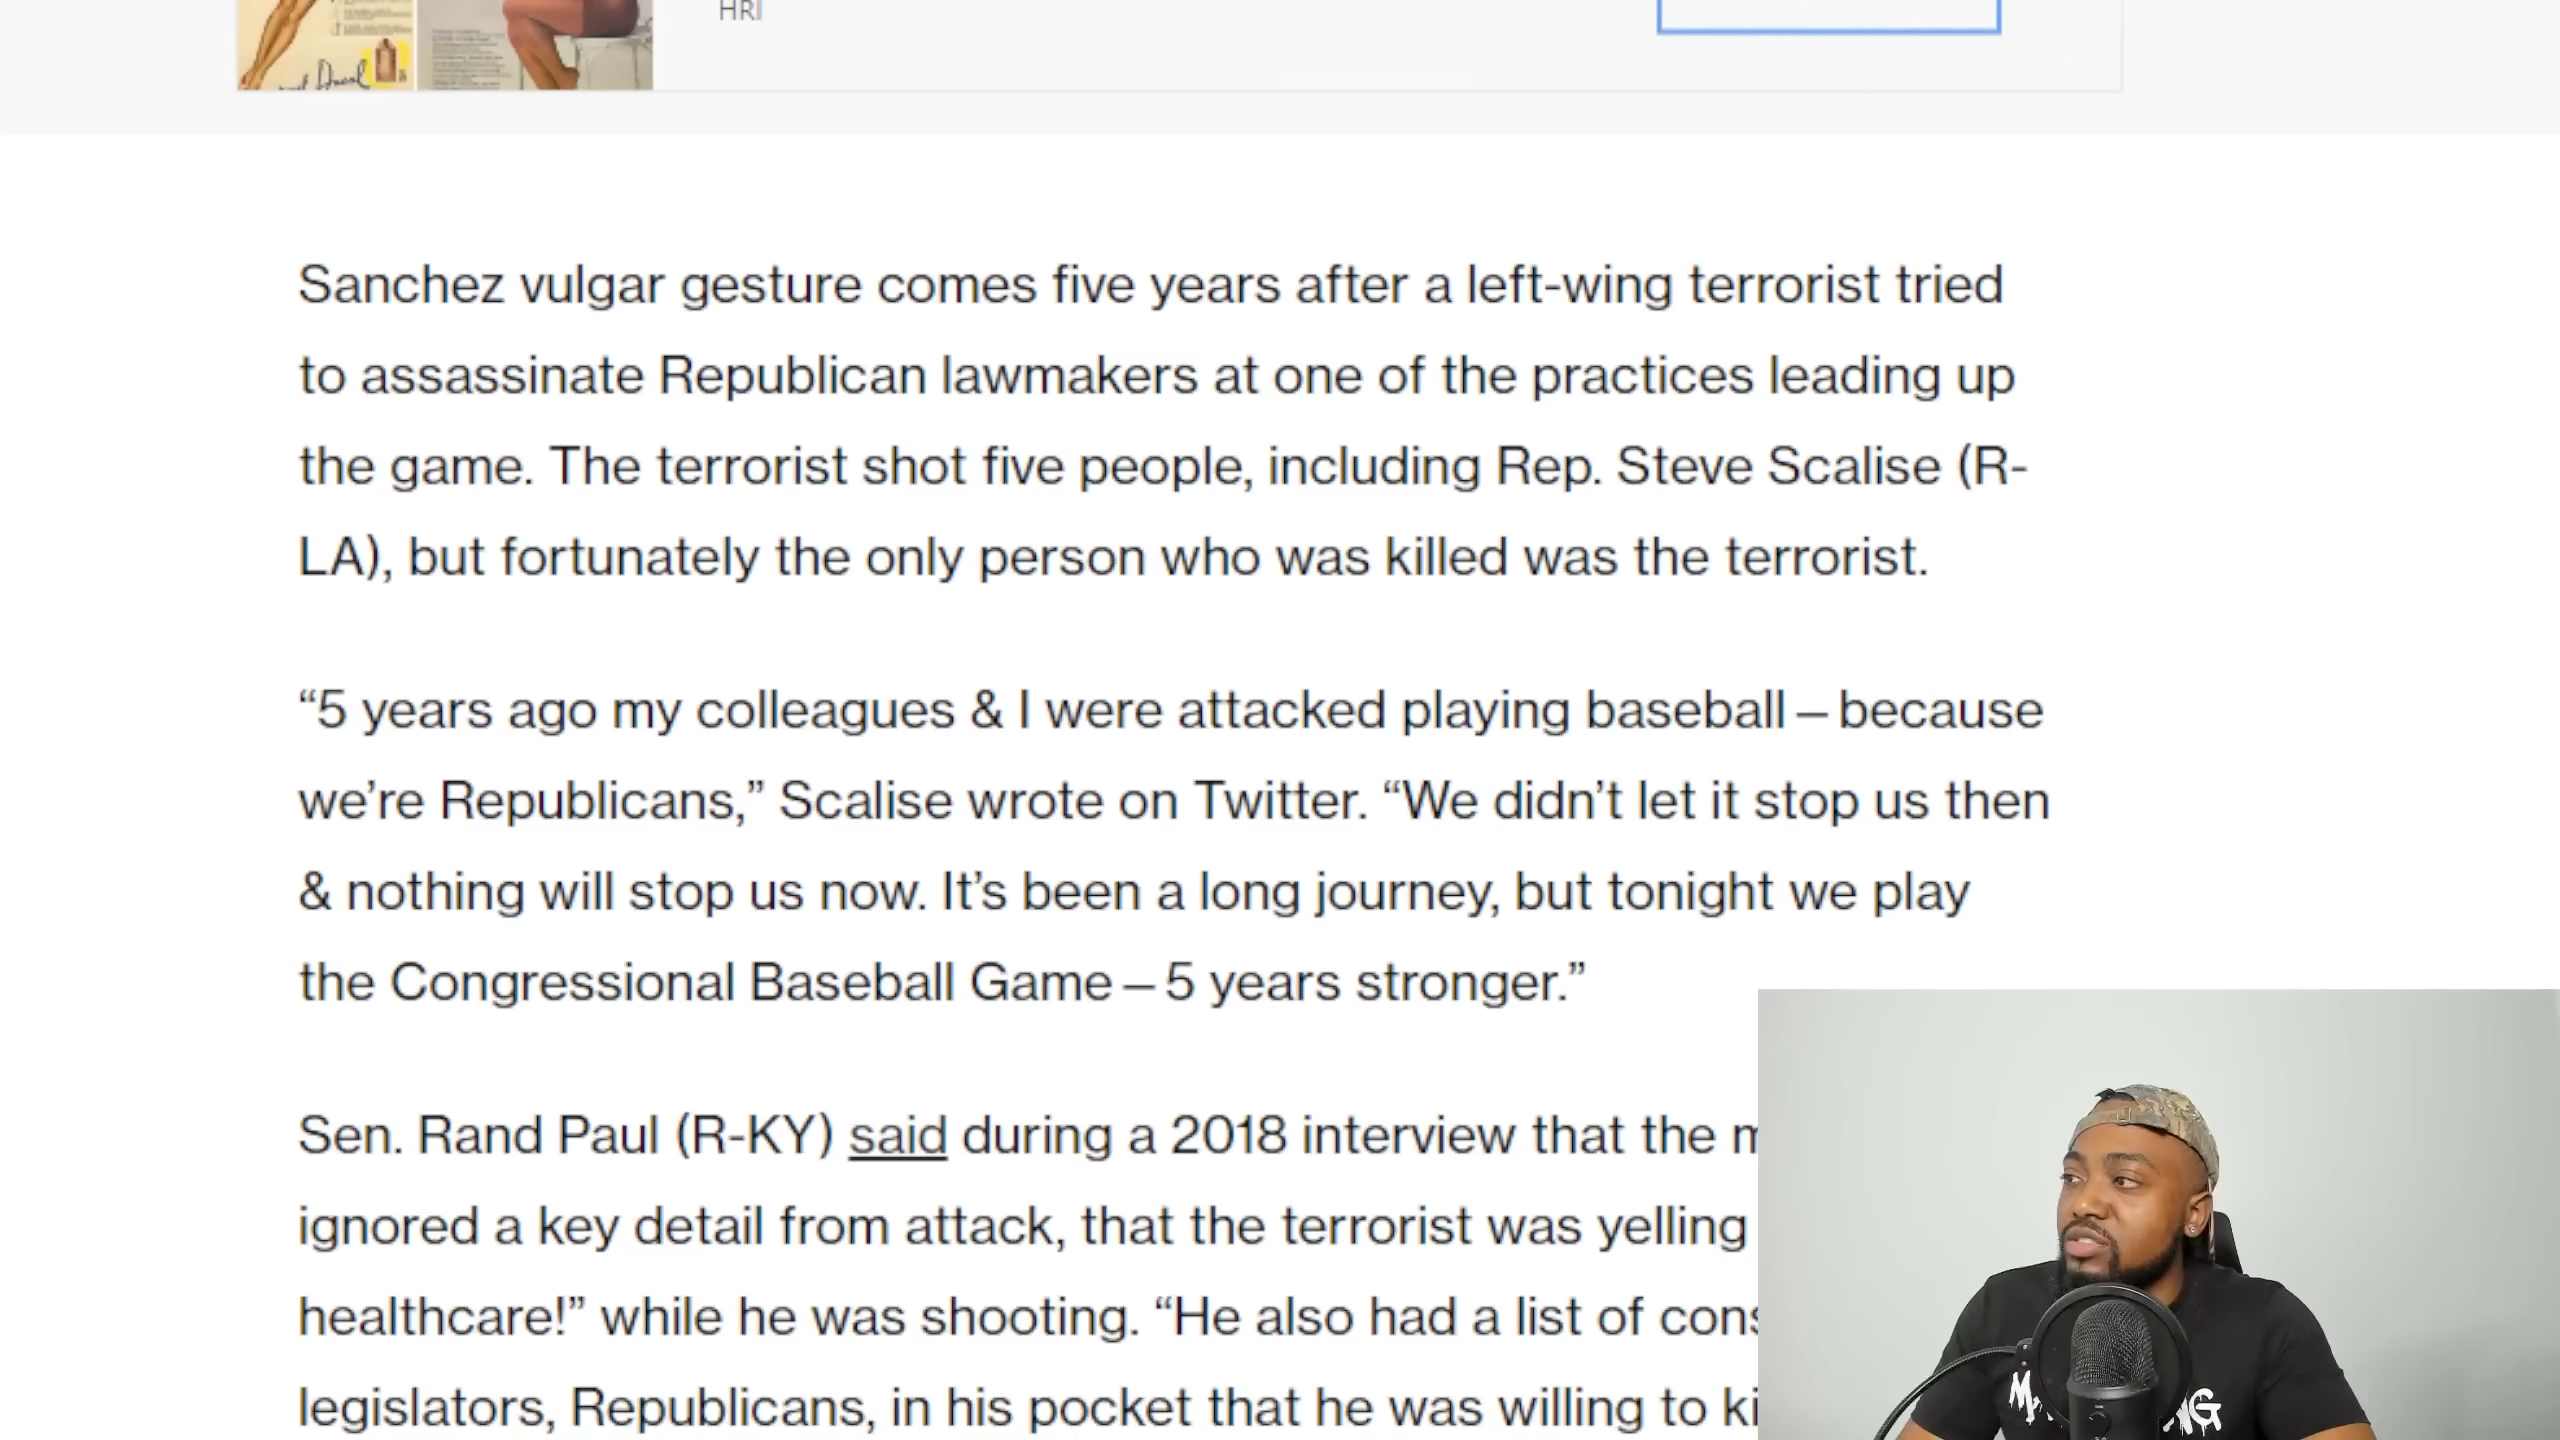 HRI
Sanchez vulgar gesture comes five years after a left-wing terrorist tried
to assassinate Republican lawmakers at one of the practices leading up
the game. The terrorist shot five people, including Rep. Steve Scalise (R-
LA), but fortunately the only person who was killed was the terrorist.
“5 years ago my colleagues & I were attacked playing baseball—because
we’re Republicans,” Scalise wrote on Twitter. “We didn’t let it stop us then
& nothing will stop us now. It’s been a long journey, but tonight we play
the Congressional Baseball Game—5 years stronger.”
Sen. Rand Paul (R-KY) said during a 2018 interview that the
ignored a key detail from attack, that the terrorist was yelling
healthcare!” while he was shooting. “He also had a list of
legislators, Republicans, in his pocket that he was willing to